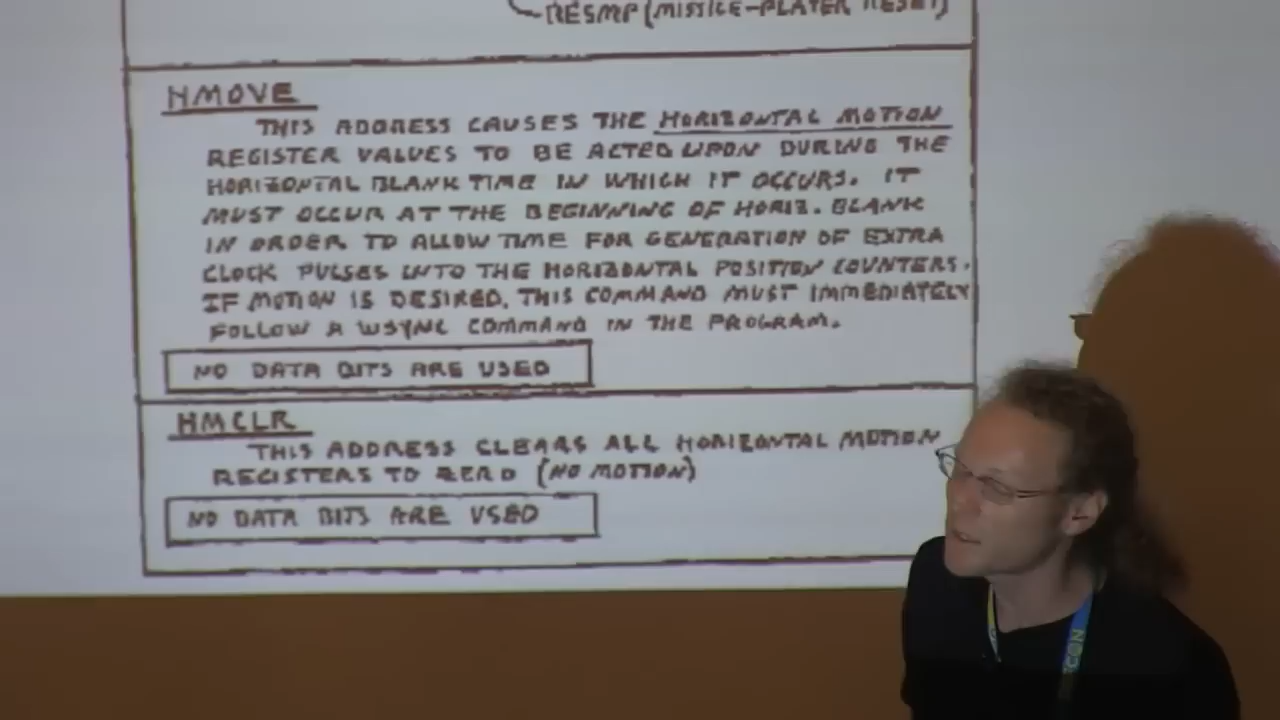 RESMP (MISSILE-PLAYER RESET)
HMOVE
THIS ADDRESS CAUSES THE HORIZONTAL MOTION
REGISTER VALUES TO BE ACTED UPON DURING THE
HORIZONTAL BLANK TIME IN WHICH IT OCCURS. IT
MUST OCCUR AT THE BEGINNING OF HORIZ. BLANK
IN ORDER TO ALLOW TIME FOR GENERATION OF EXTRA
CLOCK PULSES INTO THE HORIZONTAL POSITION COUNTERS.
IF MOTION IS DESIRED, THIS COMMAND MUST IMMEDIATELY
FOLLOW A WSYNC COMMAND IN THE PROGRAM.
NO DATA BITS ARE USED
HMCLR
THIS ADDRESS CLEARS ALL HORIZONTAL MOTION
REGISTERS TO ZERO (NO MOTION)
NO DATA BITS ARE USED
CON